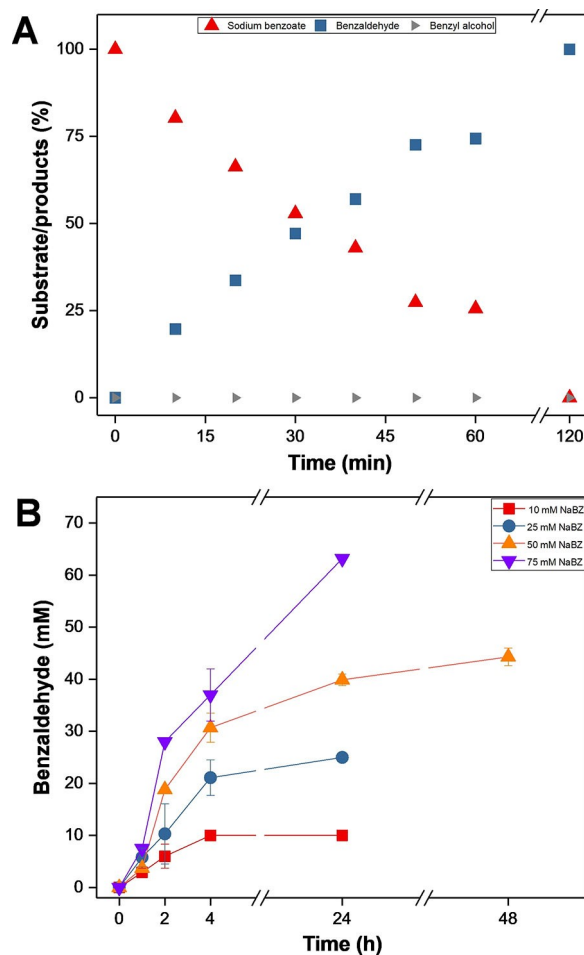 A
Sodium benzoate Benzaldehyde Benzyl alcohol
100
75
50
25
0
Substrate/products (%)
0 15 30 45 60 120
Time (min)
B
10 mM NaBZ
25 mM NaBZ
50 mM NaBZ
75 mM NaBZ
70
60
50
40
30
20
10
0
Benzaldehyde (mM)
0 2 4 24 48
Time (h)